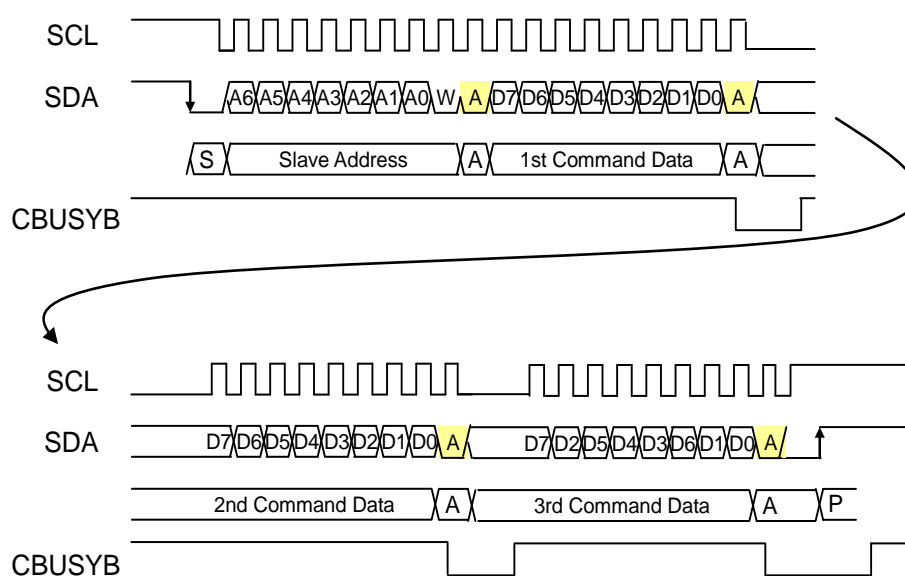 SCL
SDA A6 A5 A4 A3 A2 A1 A0 W A D7 D6 D5 D4 D3 D2 D1 D0 A
S Slave Address A 1st Command Data A
CBUSYB
SCL
SDA D7 D6 D5 D4 D3 D2 D1 D0 A D7 D2 D5 D4 D3 D6 D1 D0 A
2nd Command Data A 3rd Command Data A P
CBUSYB